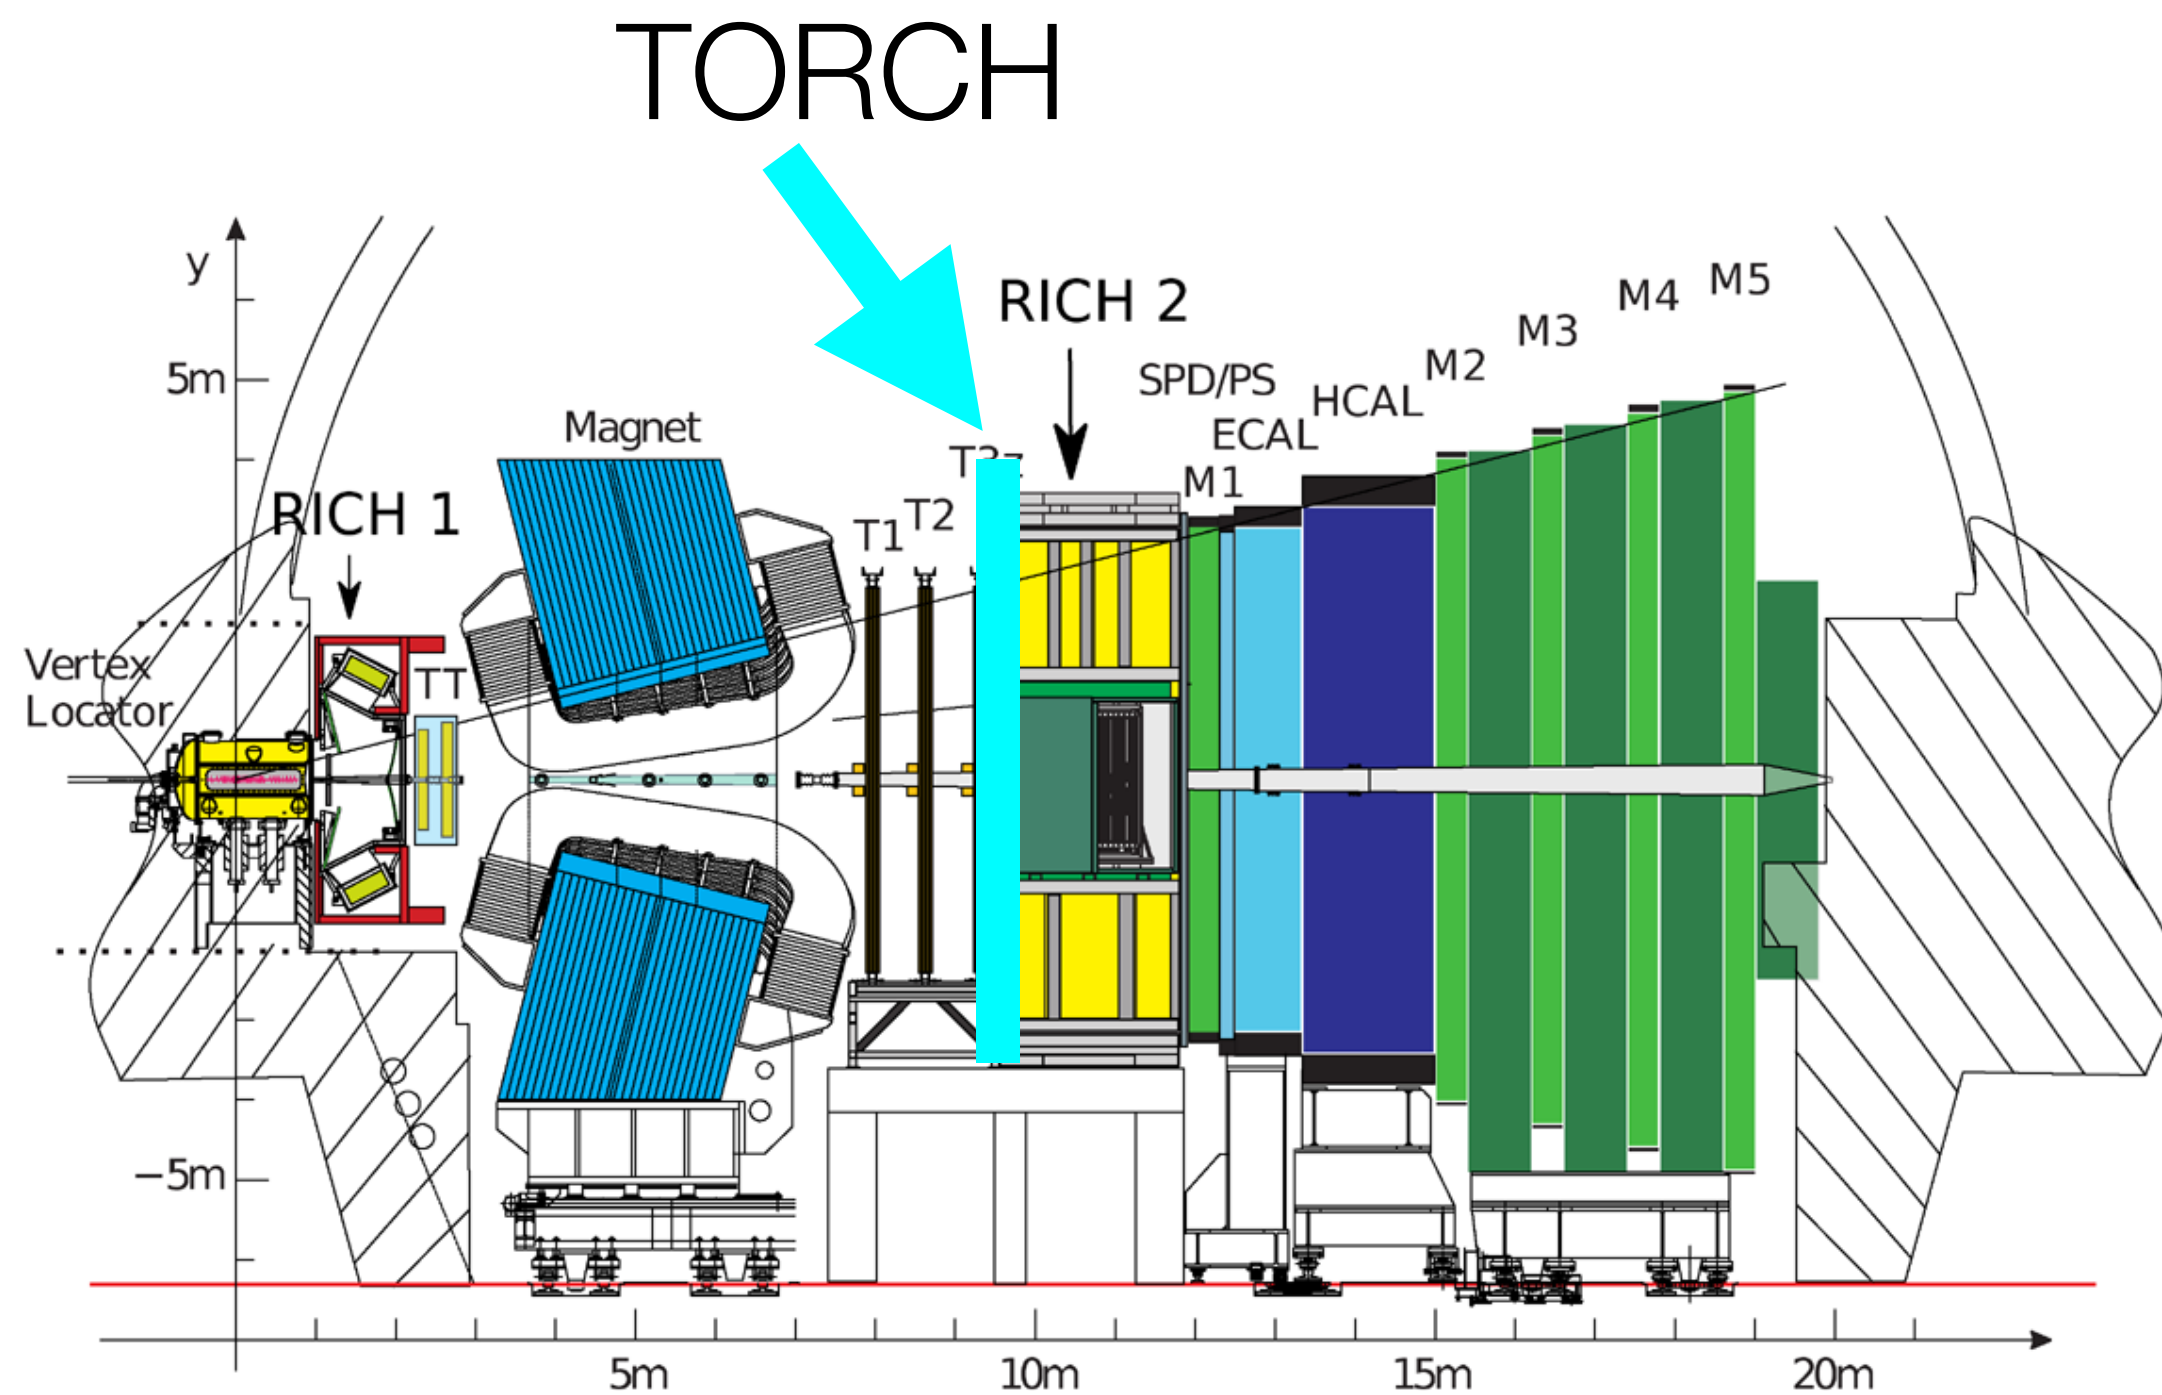 TORCH
y
RICH 2
M5
M4
M3
M2
5m
SPD/PS
HCAL
ECAL
Magnet
M1
RICH 1
T1
T2
Vertex
Locator
TT
−5m
5m
10m
15m
20m